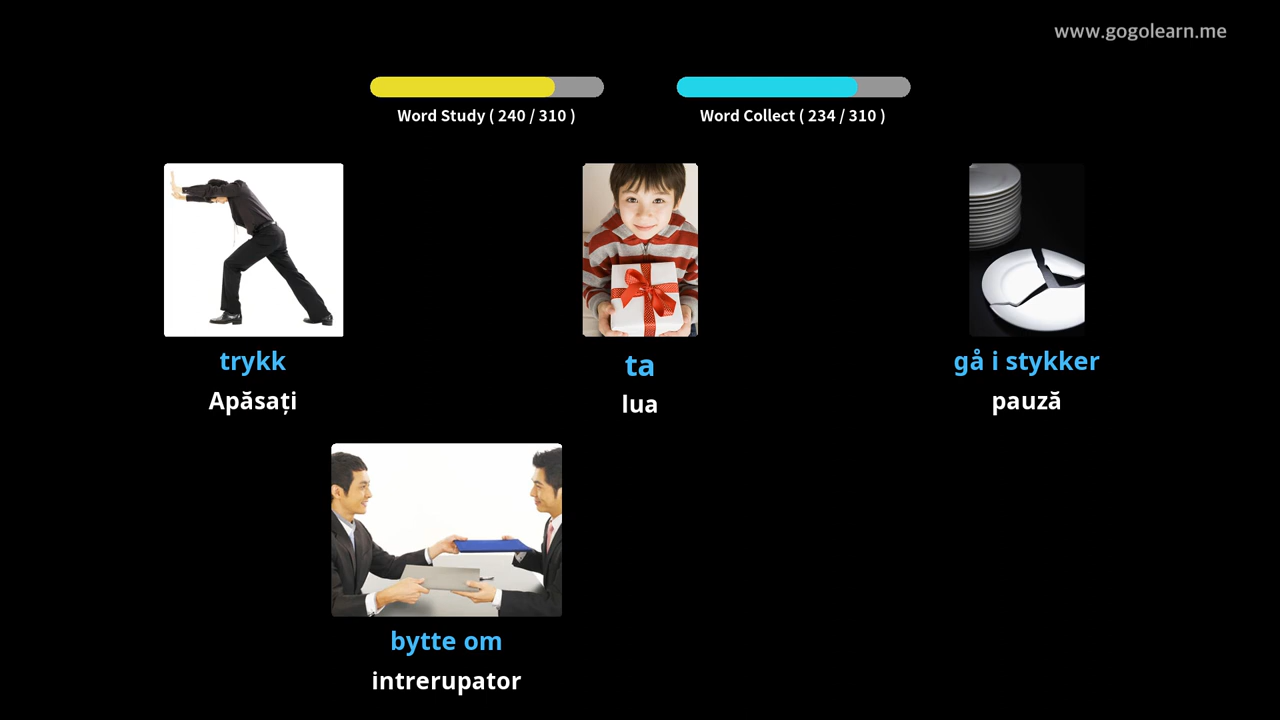 www.gogolearn.me
Word Study ( 240 / 310 )
Word Collect ( 234 / 310 )
trykk
Apăsați
ta
lua
gå i stykker
pauză
bytte om
intrerupator